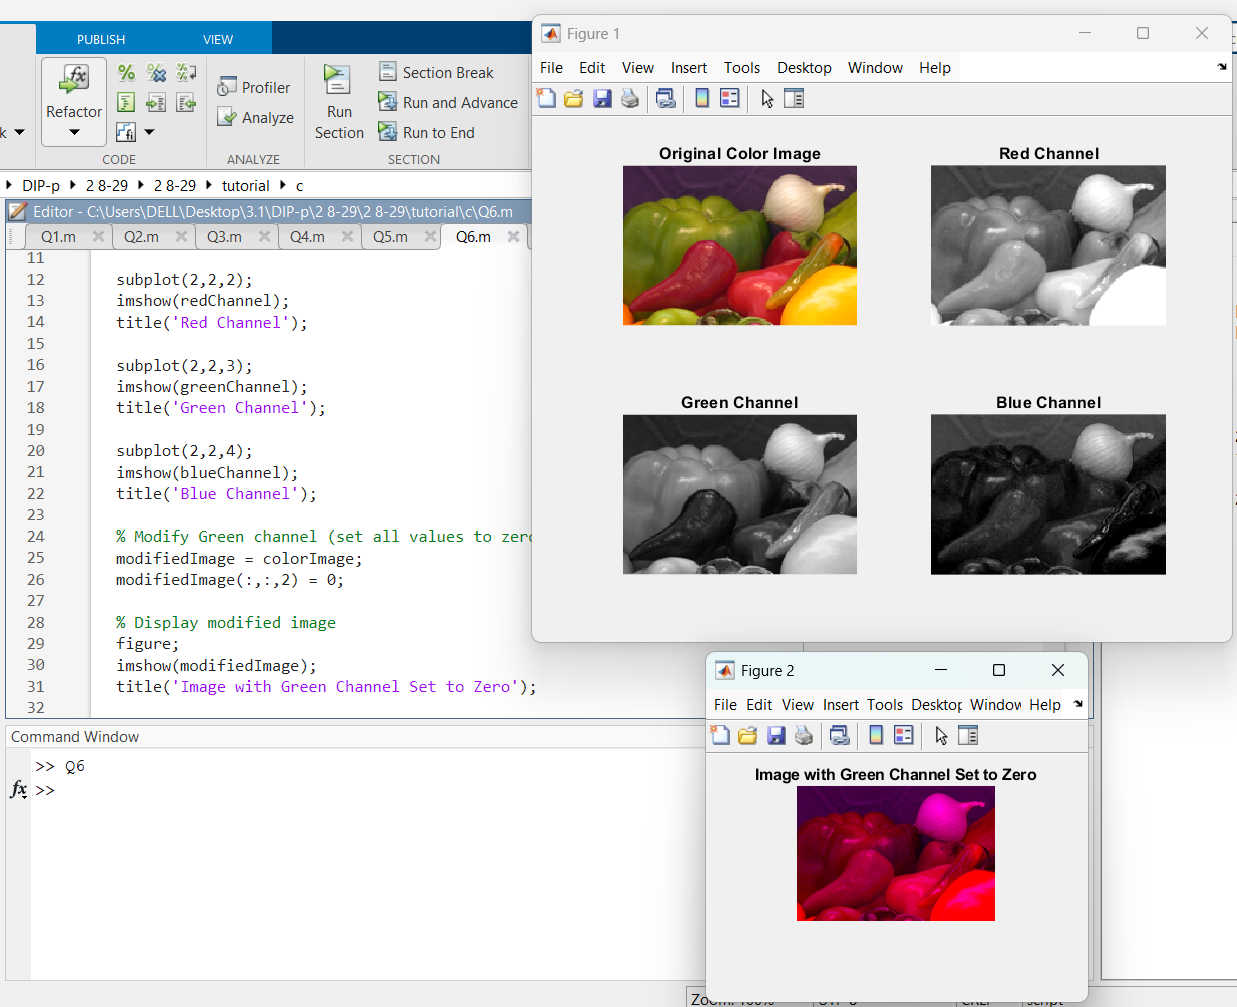 PUBLISH VIEW
Refactor
k
CODE
Profiler
Analyze
ANALYZE
Run
Section
Section Break
Run and Advance
Run to End
SECTION
DIP-p 2 8-29 2 8-29 tutorial c
Editor - C:\Users\DELL\Desktop\3.1\DIP-p\2 8-29\2 8-29\tutorial\c\Q6.m
Q1.m Q2.m Q3.m Q4.m Q5.m Q6.m
11
12 subplot(2,2,2);
13 imshow(redChannel);
14 title('Red Channel');
15
16 subplot(2,2,3);
17 imshow(greenChannel);
18 title('Green Channel');
19
20 subplot(2,2,4);
21 imshow(blueChannel);
22 title('Blue Channel');
23
24 % Modify Green channel (set all values to zero
25 modifiedImage = colorImage;
26 modifiedImage(:,:,2) = 0;
27
28 % Display modified image
29 figure;
30 imshow(modifiedImage);
31 title('Image with Green Channel Set to Zero');
32
Command Window
>> Q6
fx >>
Figure 1
File Edit View Insert Tools Desktop Window Help
Original Color Image
Red Channel
Green Channel
Blue Channel
Figure 2
File Edit View Insert Tools Desktop Window Help
Image with Green Channel Set to Zero
Zoom: 100% UTF-8 CRLF script